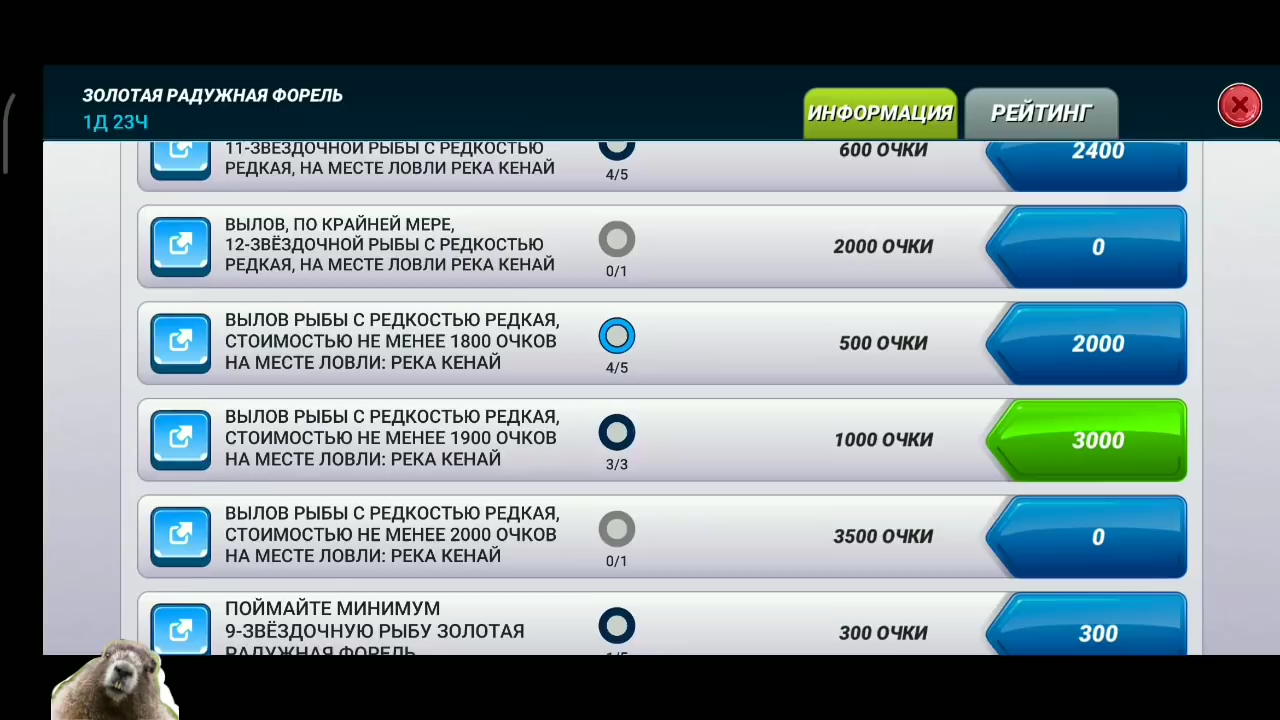 ЗОЛОТАЯ РАДУЖНАЯ ФОРЕЛЬ
1Д 23Ч
ИНФОРМАЦИЯ
РЕЙТИНГ
11-ЗВЁЗДОЧНОЙ РЫБЫ С РЕДКОСТЬЮ
РЕДКАЯ, НА МЕСТЕ ЛОВЛИ РЕКА КЕНАЙ
4/5
600 ОЧКИ
2400
ВЫЛОВ, ПО КРАЙНЕЙ МЕРЕ,
12-ЗВЁЗДОЧНОЙ РЫБЫ С РЕДКОСТЬЮ
РЕДКАЯ, НА МЕСТЕ ЛОВЛИ РЕКА КЕНАЙ
0/1
2000 ОЧКИ
0
ВЫЛОВ РЫБЫ С РЕДКОСТЬЮ РЕДКАЯ,
СТОИМОСТЬЮ НЕ МЕНЕЕ 1800 ОЧКОВ
НА МЕСТЕ ЛОВЛИ: РЕКА КЕНАЙ
4/5
500 ОЧКИ
2000
ВЫЛОВ РЫБЫ С РЕДКОСТЬЮ РЕДКАЯ,
СТОИМОСТЬЮ НЕ МЕНЕЕ 1900 ОЧКОВ
НА МЕСТЕ ЛОВЛИ: РЕКА КЕНАЙ
3/3
1000 ОЧКИ
3000
ВЫЛОВ РЫБЫ С РЕДКОСТЬЮ РЕДКАЯ,
СТОИМОСТЬЮ НЕ МЕНЕЕ 2000 ОЧКОВ
НА МЕСТЕ ЛОВЛИ: РЕКА КЕНАЙ
0/1
3500 ОЧКИ
0
ПОЙМАЙТЕ МИНИМУМ
9-ЗВЁЗДОЧНУЮ РЫБУ ЗОЛОТАЯ
РАДУЖНАЯ ФОРЕЛЬ
300 ОЧКИ
300